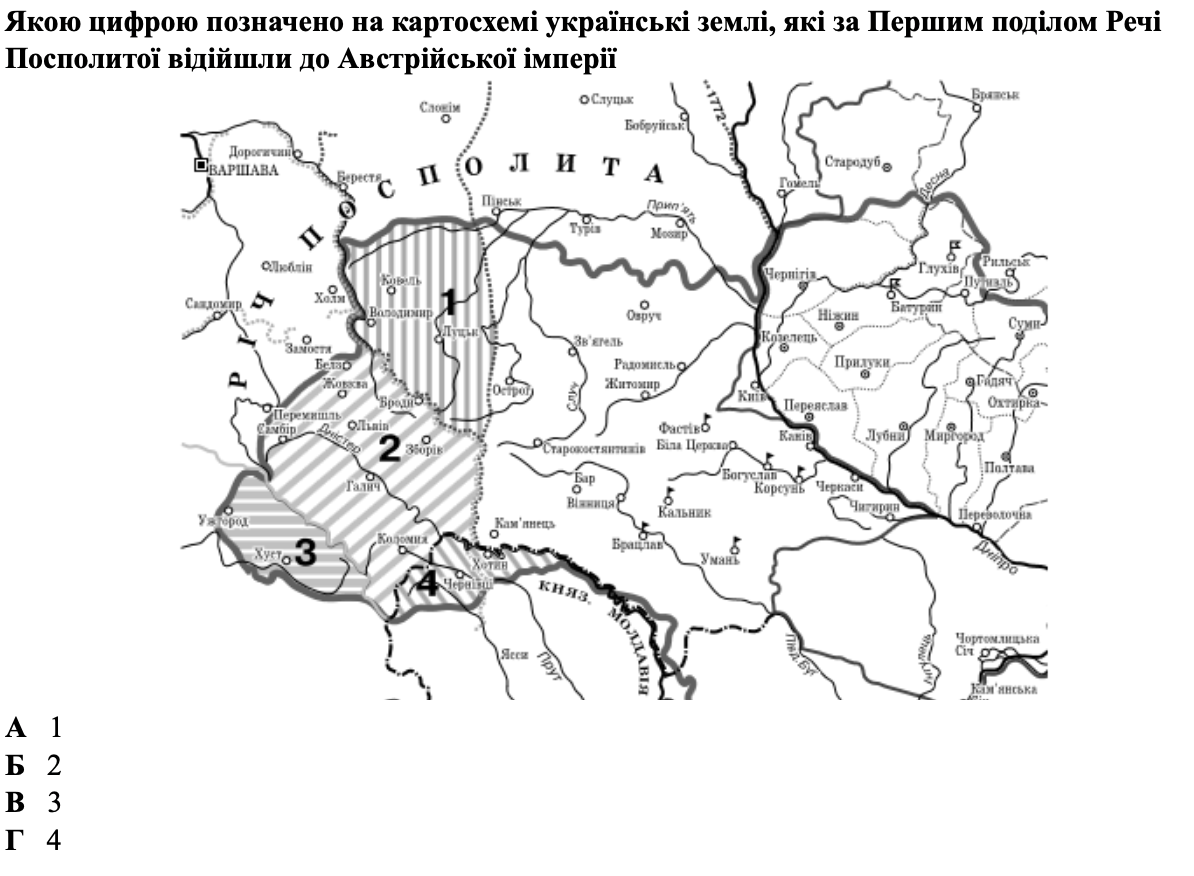 Якою цифрою позначено на картосхемі українські землі, які за Першим поділом Речі
Посполитої відійшли до Австрійської імперії
Слонім
Слуцьк
1772
Брянськ
Бобруйськ
Дорогичин
ВАРШАВА
Стародуб
РІЧ ПОСПОЛИТА
Берестя
Гомель
Десна
Пінськ
Прип'ять
Турів
Мозир
Люблін
Ковель
Чернігів
Глухів
Рильськ
Путивль
Холм
1
Сандомир
Володимир
Овруч
Батурин
Ніжин
Суми
Луцьк
Козелець
Замостя
Зв'ягель
Белз
Радомисль
Прилуки
Жовква
Острог
Житомир
Гадяч
Броди
Случ
Київ
Охтирка
Перемишль
Переяслав
Самбір
Львів
Фастів
Дністер
2
Зборів
Старокостянтинів
Біла Церква
Канів
Лубни
Миргород
Галич
Бар
Богуслав
Корсунь
Черкаси
Полтава
Вінниця
Кальник
Чигирин
Переволочна
Ужгород
Кам'янець
Коломия
Брацлав
Умань
Дніпро
Хуст
3
Хотин
4
Чернівці
КНЯЗ.
МОЛДАВІЯ
Ясси
Прут
Півд.Буг
Інгулець
Чортомлицька
Січ
Кам'янська
А 1
Б 2
В 3
Г 4